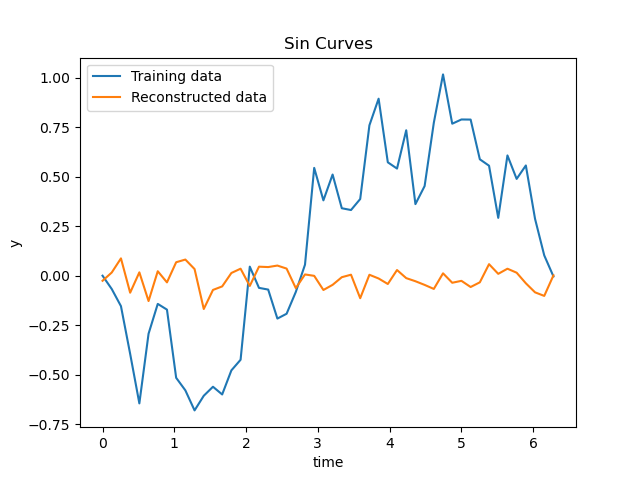 Sin Curves
Training data
Reconstructed data
1.00
0.75
0.50
0.25
0.00
−0.25
−0.50
−0.75
y
0 1 2 3 4 5 6
time